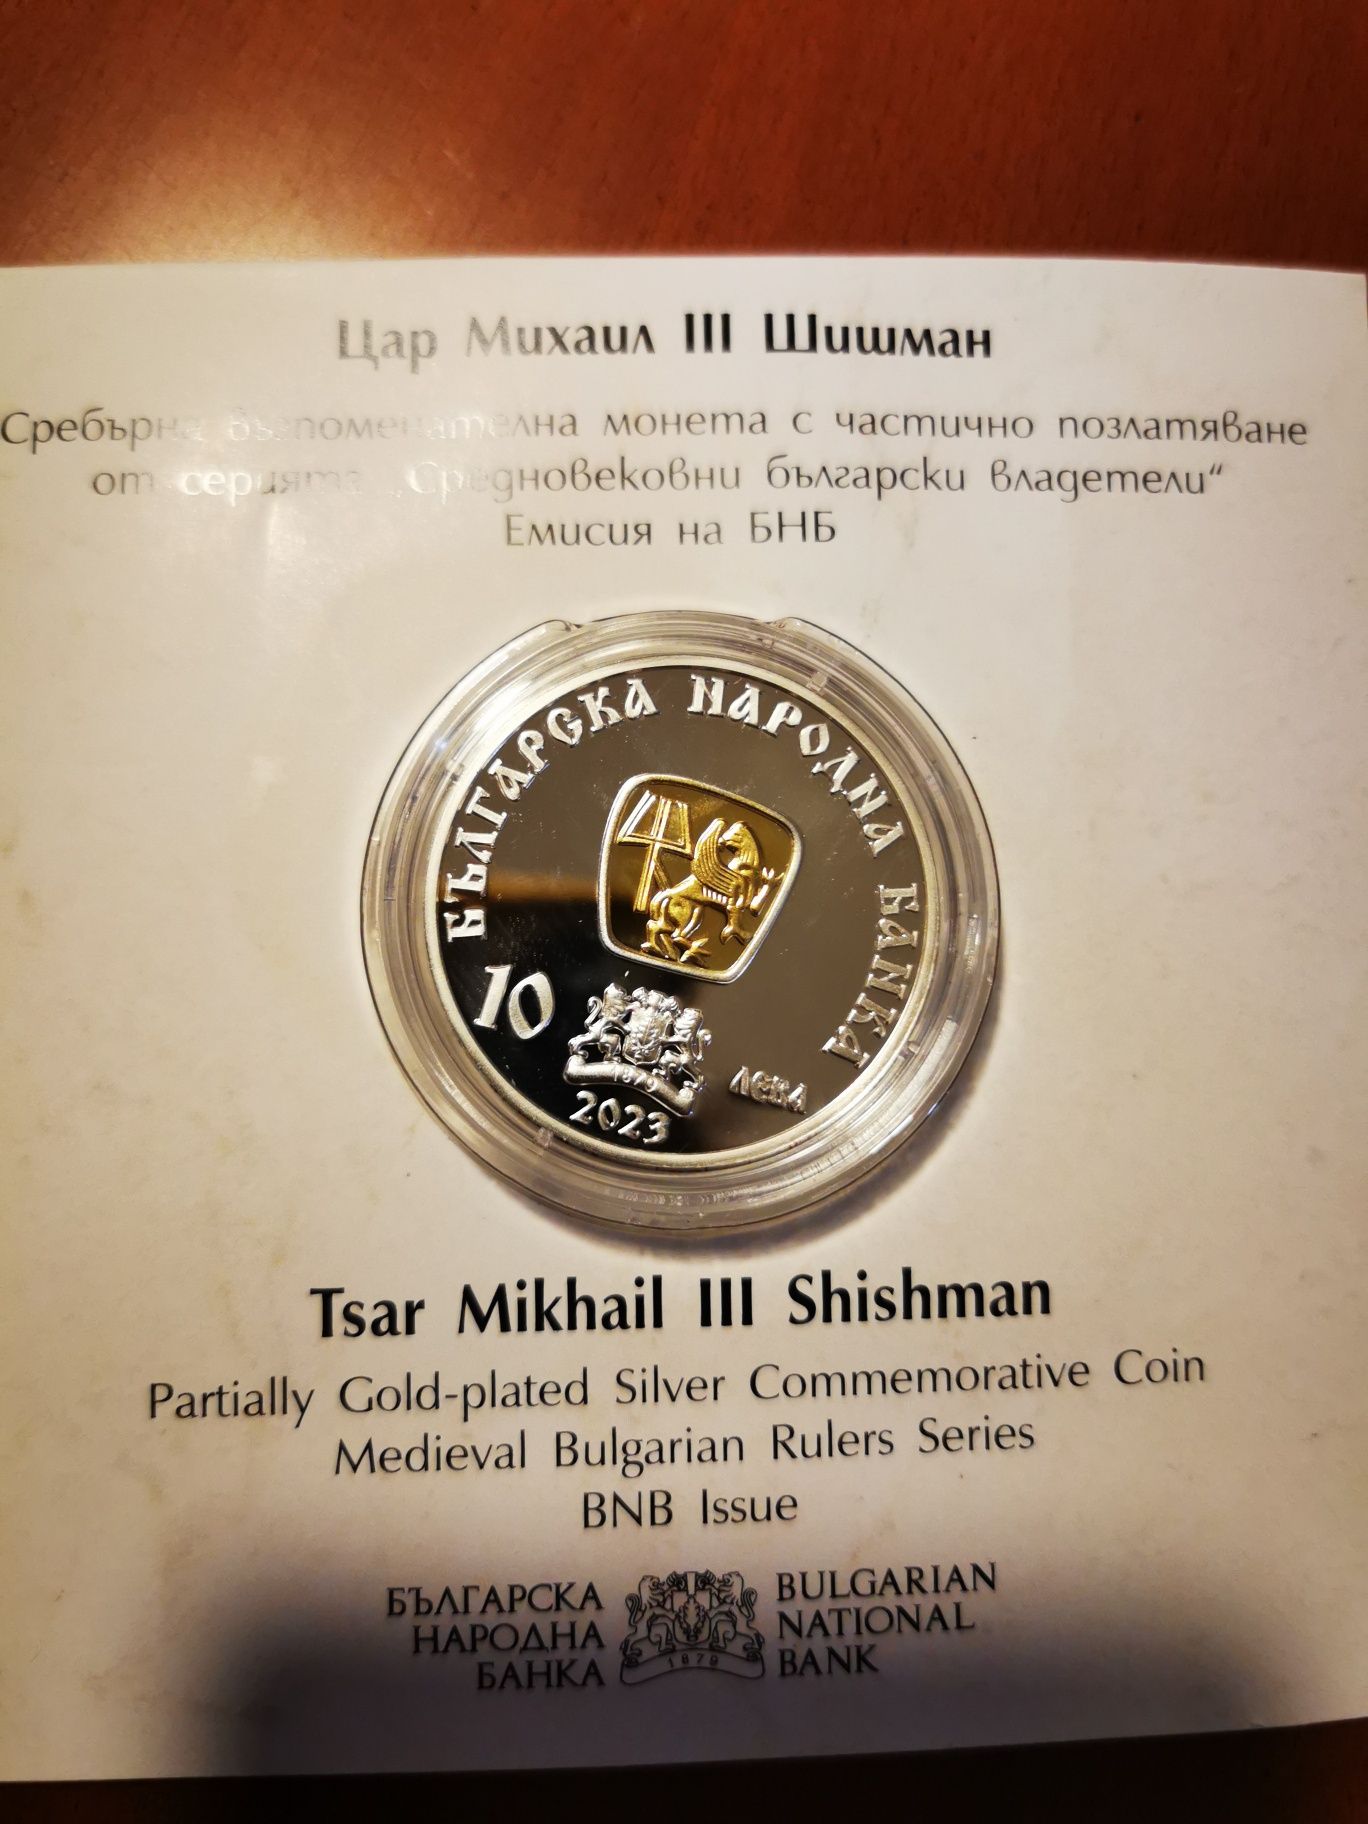 Цар Михаил III Шишман
Сребърна възпоменателна монета с частично позлатяване
от серията „Средновековни български владетели“
Емисия на БНБ
БЪЛГАРСКА НАРОДНА БАНКА
10
1879
ЛЕВА
2023
Tsar Mikhail III Shishman
Partially Gold-plated Silver Commemorative Coin
Medieval Bulgarian Rulers Series
BNB Issue
БЪЛГАРСКА
НАРОДНА
БАНКА
1879
BULGARIAN
NATIONAL
BANK